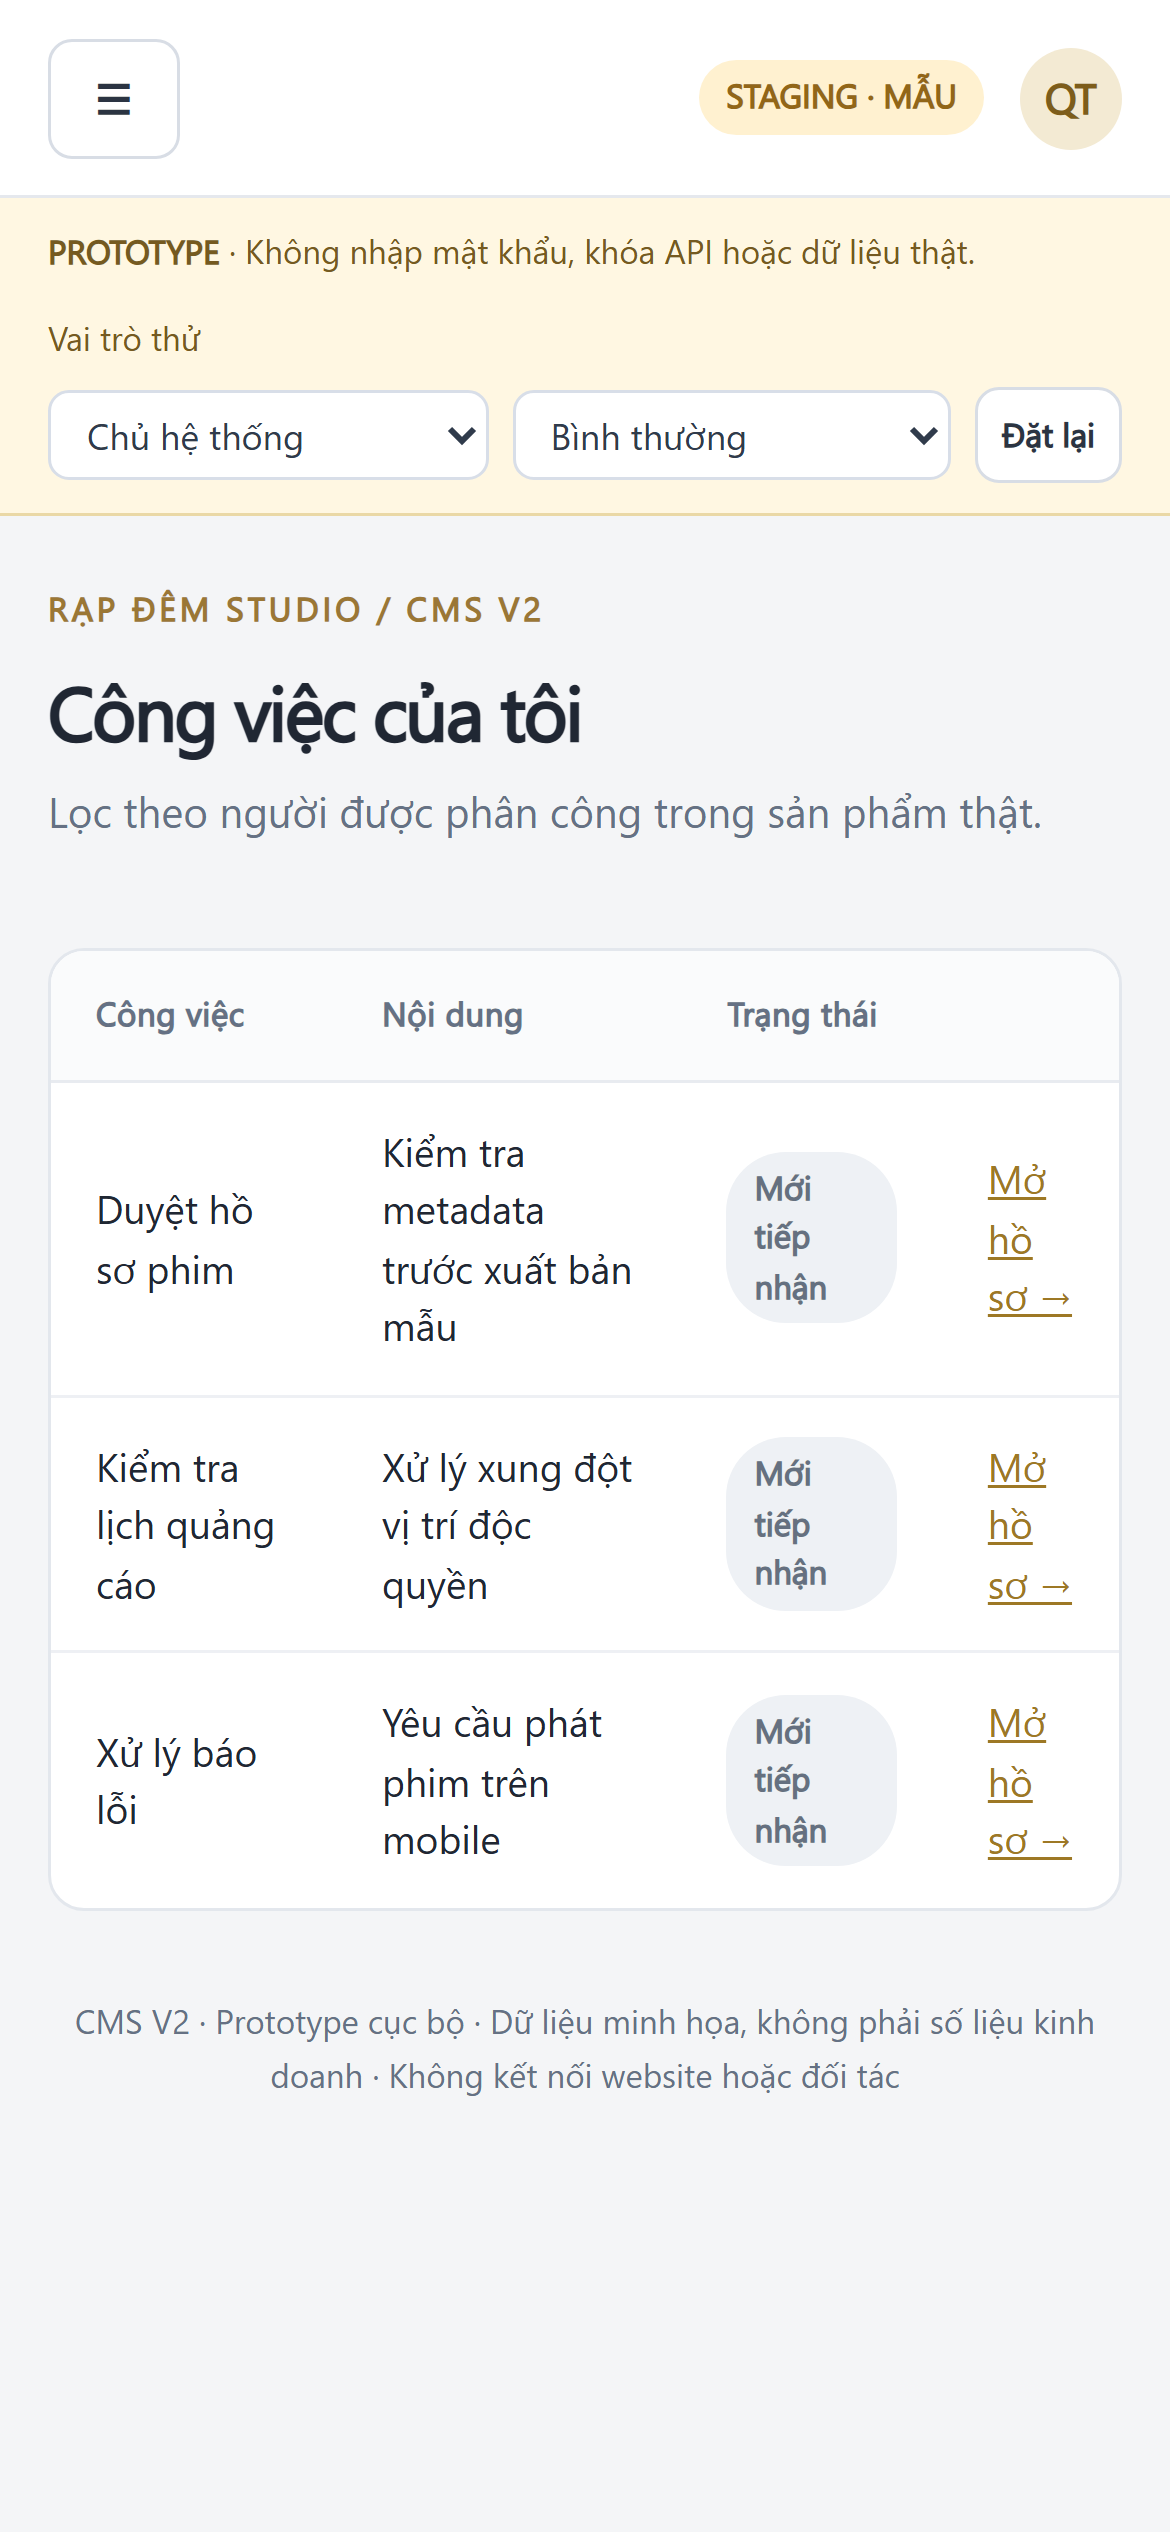 ☰
STAGING · MẪU
QT
PROTOTYPE · Không nhập mật khẩu, khóa API hoặc dữ liệu thật.
Vai trò thử
Chủ hệ thống
Bình thường
Đặt lại
RẠP ĐÊM STUDIO / CMS V2
Công việc của tôi
Lọc theo người được phân công trong sản phẩm thật.
Công việc
Nội dung
Trạng thái
Duyệt hồ
sơ phim
Kiểm tra
metadata
trước xuất bản
mẫu
Mới
tiếp
nhận
Mở
hồ
sơ →
Kiểm tra
lịch quảng
cáo
Xử lý xung đột
vị trí độc
quyền
Mới
tiếp
nhận
Mở
hồ
sơ →
Xử lý báo
lỗi
Yêu cầu phát
phim trên
mobile
Mới
tiếp
nhận
Mở
hồ
sơ →
CMS V2 · Prototype cục bộ · Dữ liệu minh họa, không phải số liệu kinh
doanh · Không kết nối website hoặc đối tác